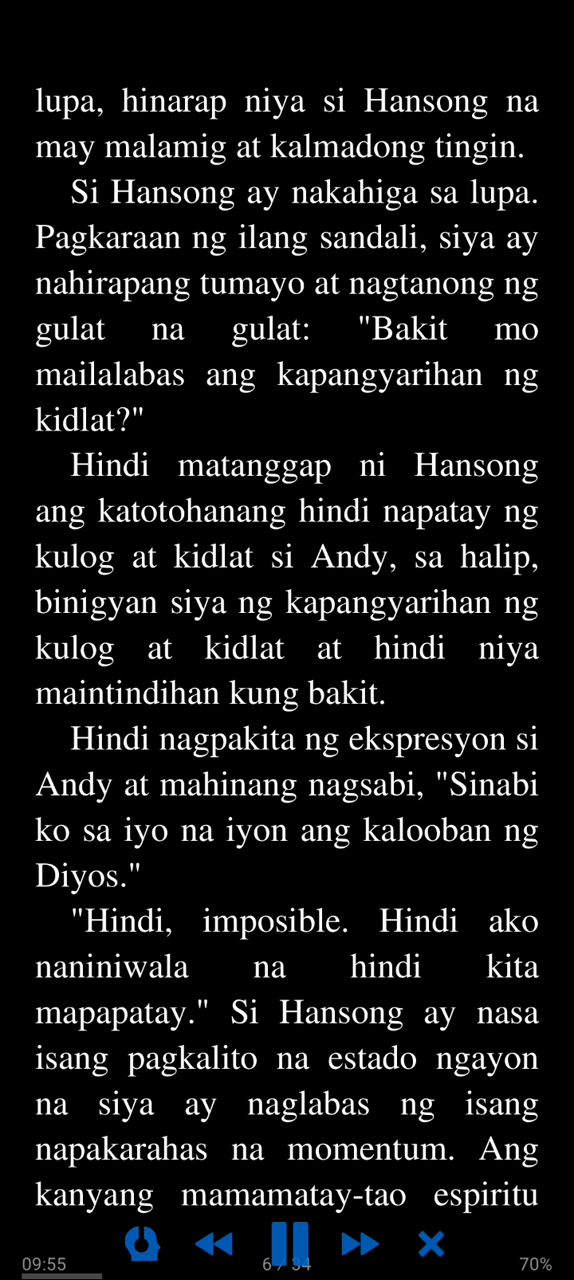 lupa, hinarap niya si Hansong na
may malamig at kalmadong tingin.
Si Hansong ay nakahiga sa lupa.
Pagkaraan ng ilang sandali, siya ay
nahirapang tumayo at nagtanong ng
gulat na gulat: "Bakit mo
mailalabas ang kapangyarihan ng
kidlat?"
Hindi matanggap ni Hansong
ang katotohanang hindi napatay ng
kulog at kidlat si Andy, sa halip,
binigyan siya ng kapangyarihan ng
kulog at kidlat at hindi niya
maintindihan kung bakit.
Hindi nagpakita ng ekspresyon si
Andy at mahinang nagsabi, "Sinabi
ko sa iyo na iyon ang kalooban ng
Diyos."
"Hindi, imposible. Hindi ako
naniniwala na hindi kita
mapapatay." Si Hansong ay nasa
isang pagkalito na estado ngayon
na siya ay naglabas ng isang
napakarahas na momentum. Ang
kanyang mamamatay-tao espiritu
09:55 6 / 34 70%